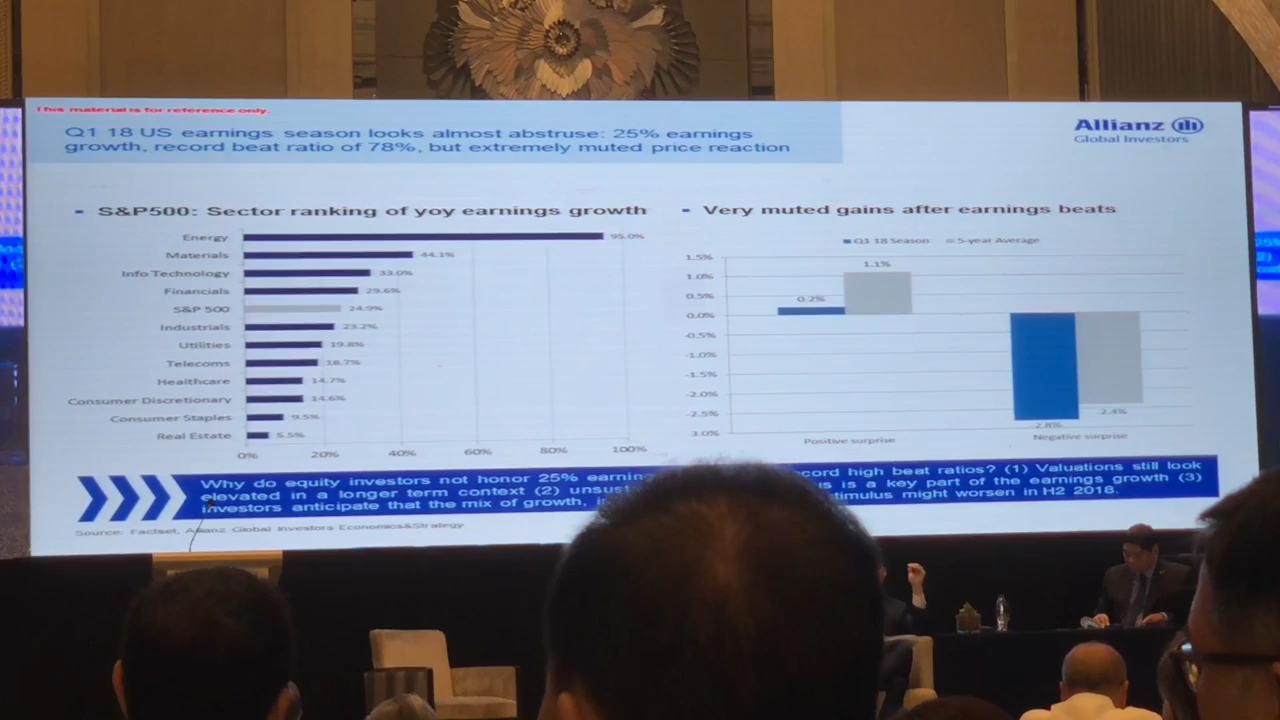 This material is for reference only.
Q1 18 US earnings season looks almost abstruse: 25% earnings
growth, record beat ratio of 78%, but extremely muted price reaction
Allianz
Global Investors
S&P500: Sector ranking of yoy earnings growth
Energy 95.0%
Materials 44.1%
Info Technology 33.0%
Financials 29.6%
S&P 500 24.9%
Industrials 23.2%
Utilities 19.8%
Telecoms 18.7%
Healthcare 14.7%
Consumer Discretionary 14.6%
Consumer Staples 9.5%
Real Estate 5.5%
0% 20% 40% 60% 80% 100%
Very muted gains after earnings beats
Q1 18 Season 5-year Average
1.5%
1.0%
0.5%
0.0%
-0.5%
-1.0%
-1.5%
-2.0%
-2.5%
3.0%
0.2%
1.1%
-2.8%
-2.4%
Positive surprise Negative surprise
Why do equity investors not honor 25% earnin cord high beat ratios? (1) Valuations still look
elevated in a longer term context (2) unsust us is a key part of the earnings growth (3)
investors anticipate that the mix of growth, timulus might worsen in H2 2018.
Source: Factset, Allianz Global Investors Economics&Strategy